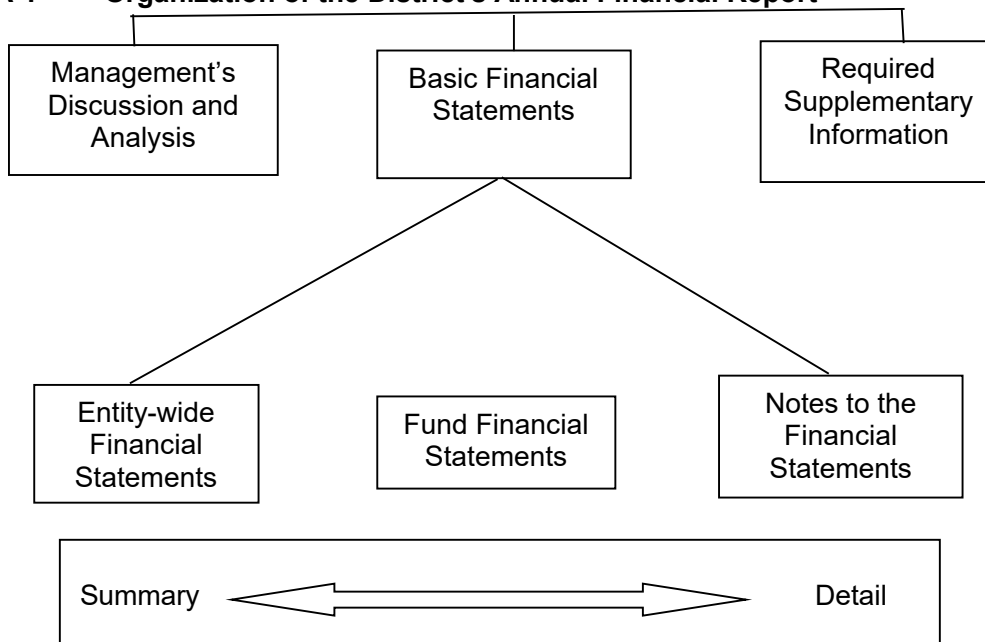 Organization of the District's Annual Financial Report
Management's
Discussion and
Analysis
Basic Financial
Statements
Required
Supplementary
Information
Entity-wide
Financial
Statements
Fund Financial
Statements
Notes to the
Financial
Statements
Summary
Detail